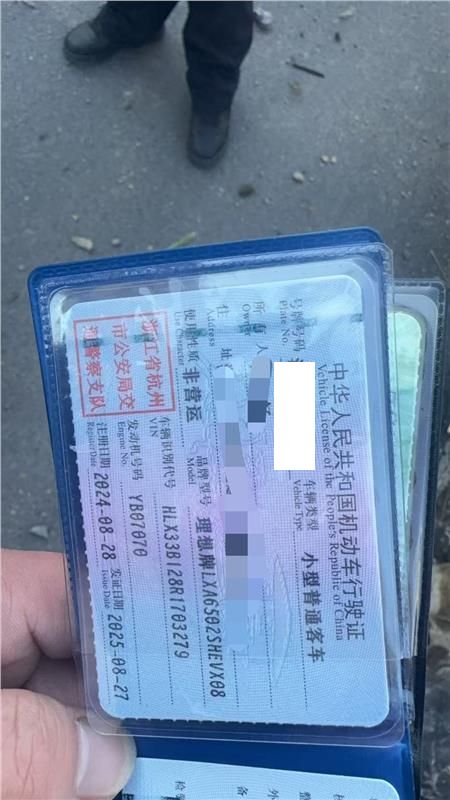 中华人民共和国机动车行驶证
Vehicle License of the People's Republic of China
号牌号码
Plate No.
车辆类型
Vehicle Type
小型普通客车
所有人
Owner
住址
Address
使用性质
Use Character
非营运
品牌型号
Model
理想牌LXA6502SHEVX08
浙江省杭州
市公安局交
通警察支队
车辆识别代号
VIN
HLX33B128R1703279
发动机号码
Engine No.
YB07070
注册日期
Register Date
2024-08-28
发证日期
Issue Date
2025-08-27